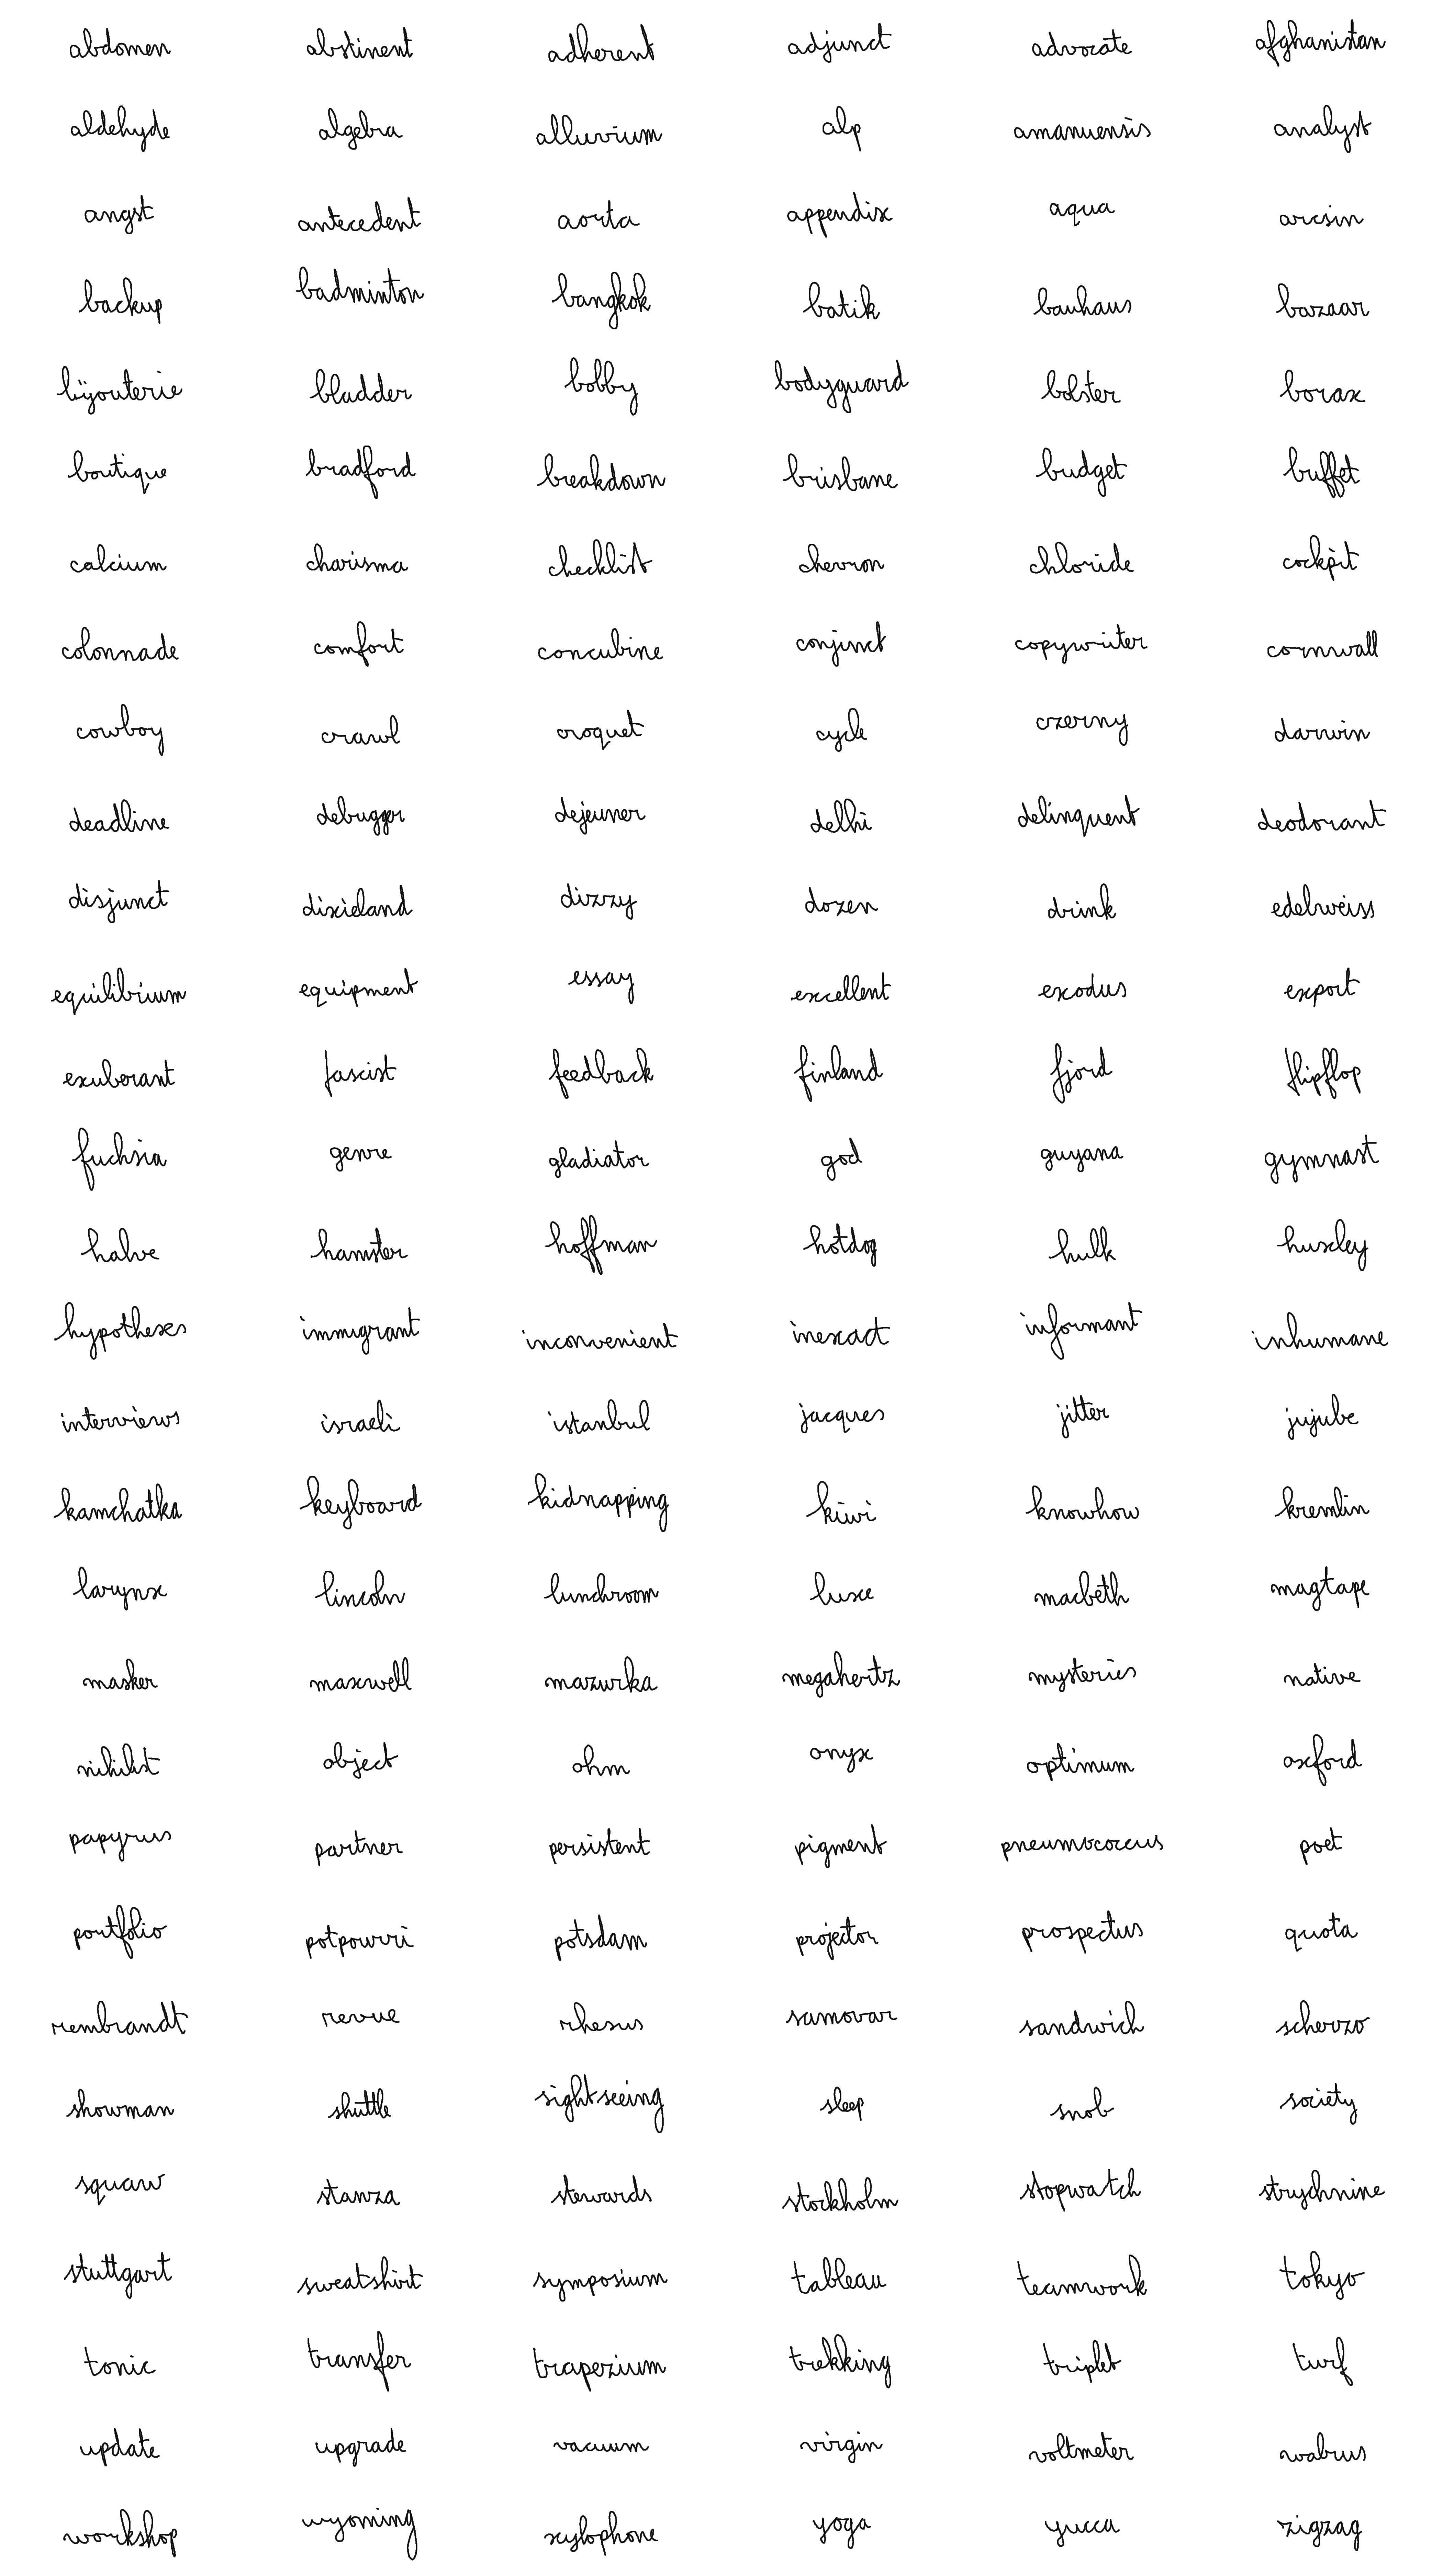 abdomen abstinent adherent adjunct advocate afghanistan
aldehyde algebra alluvium alp amanuensis analyst
angst antecedent aorta appendix aqua arcsin
backup badminton bangkok batik bauhaus bazaar
bijouterie bladder bobby bodyguard bolster borax
boutique bradford breakdown brisbane budget buffet
calcium charisma checklist chevron chloride cockpit
colonnade comfort concubine conjunct copywriter cornwall
cowboy crawl croquet cycle czerny darwin
deadline debugger dejeuner delhi delinquent deodorant
disjunct dixieland dizzy dozen drink edelweiss
equilibrium equipment essay excellent exodus export
exuberant fascist feedback finland fjord flipflop
fuchsia genre gladiator god guyana gymnast
halve hamster hoffman hotdog hulk huxley
hypotheses immigrant inconvenient inexact informant inhumane
interviews israeli istanbul jacques jitter jujube
kamchatka keyboard kidnapping kiwi knowhow kremlin
larynx lincoln lunchroom luxe macbeth magtape
masker maxwell mazurka megahertz mysteries native
nihilist object ohm onyx optimum oxford
papyrus partner persistent pigment pneumococcus poet
portfolio potpourri potsdam projector prospectus quota
rembrandt revue rhesus samovar sandwich scherzo
showman shuttle sightseeing sleep snob society
squaw stanza stewards stockholm stopwatch strychnine
stuttgart sweatshirt symposium tableau teamwork tokyo
tonic transfer trapezium trekking triplet turf
update upgrade vacuum virgin voltmeter walrus
workshop wyoming xylophone yoga yucca zigzag